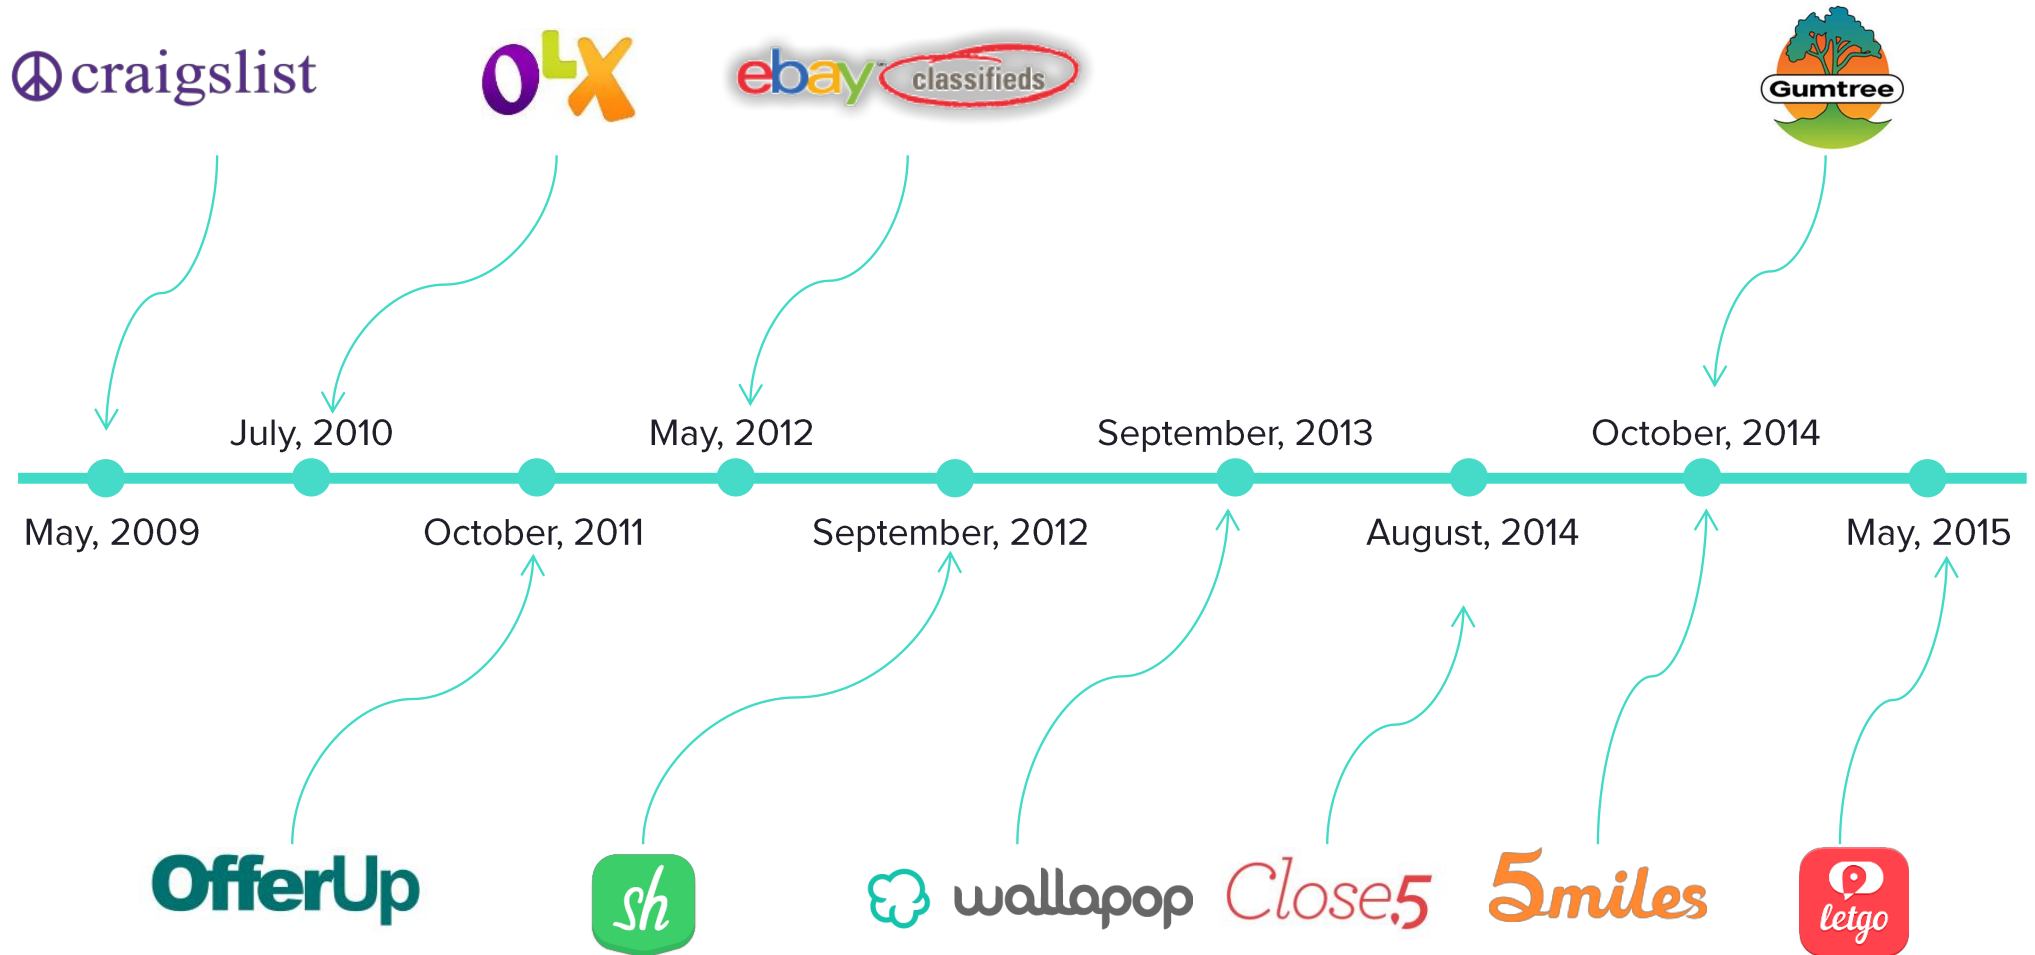 craigslist
OLX
ebay classifieds
Gumtree
July, 2010
May, 2012
September, 2013
October, 2014
May, 2009
October, 2011
September, 2012
August, 2014
May, 2015
OfferUp
sh
wallapop
Close5
5miles
letgo